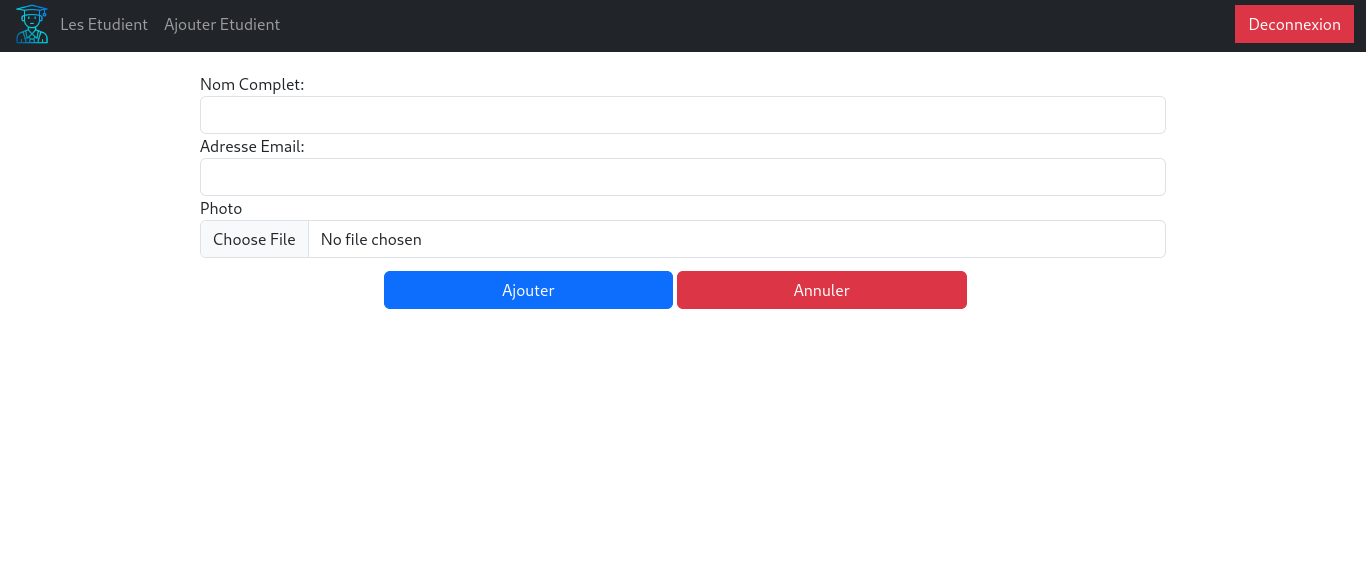 Les Etudient Ajouter Etudient Deconnexion
Nom Complet:
Adresse Email:
Photo
Choose File No file chosen
Ajouter Annuler